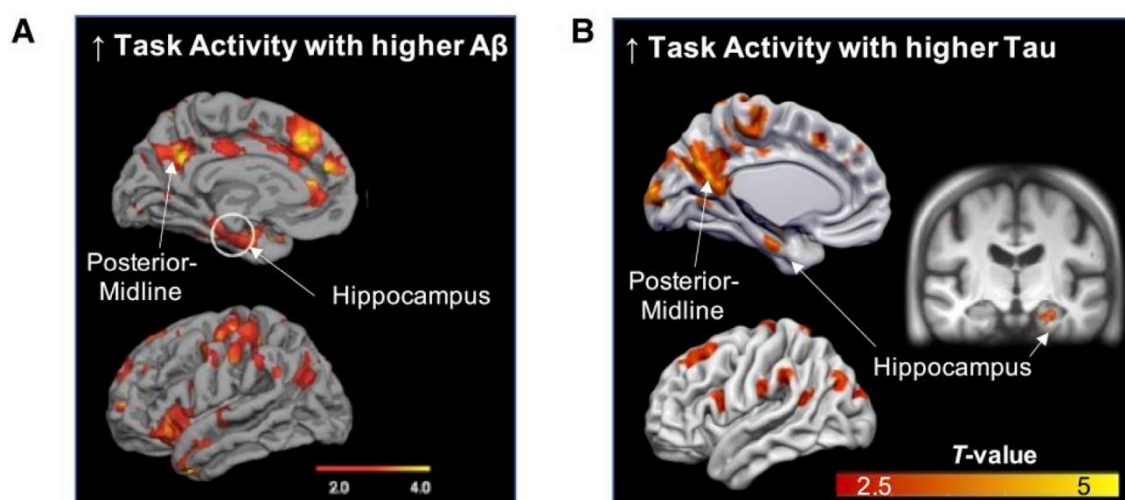 A
↑ Task Activity with higher Aβ
Posterior-
Midline
Hippocampus
2.0 4.0
B
↑ Task Activity with higher Tau
Posterior-
Midline
Hippocampus
T-value
2.5 5